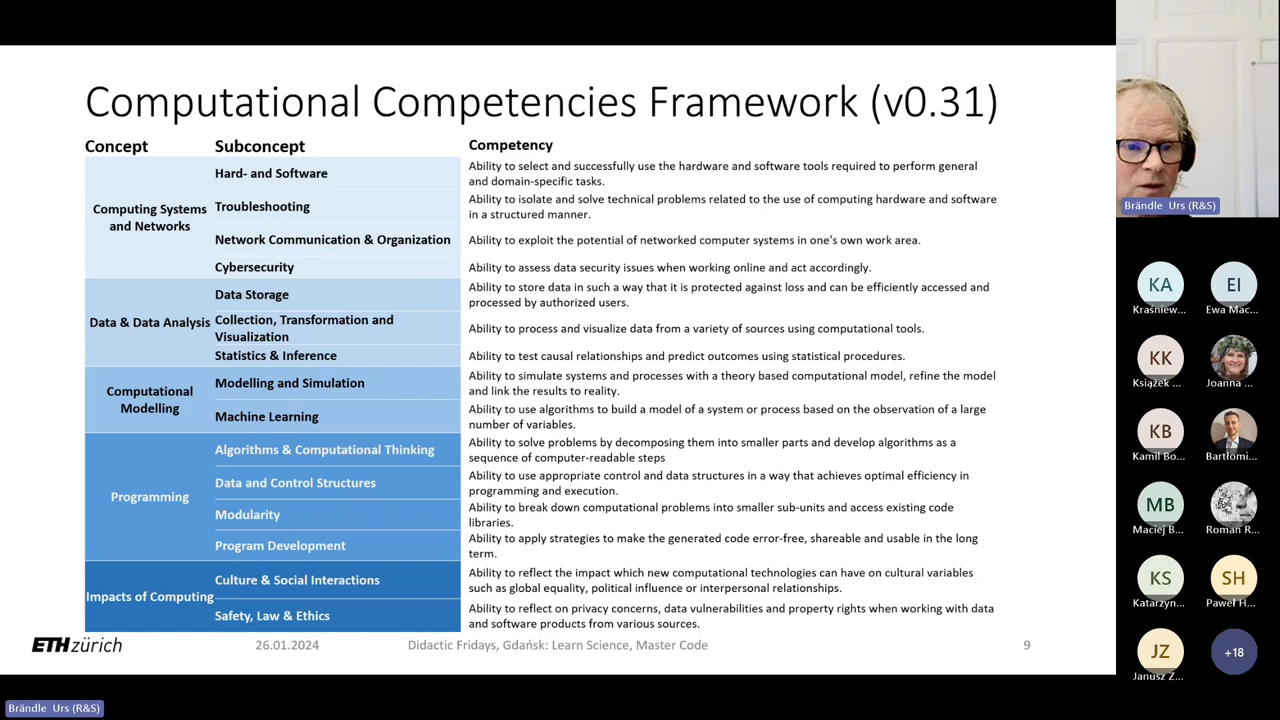 Computational Competencies Framework (v0.31)
Concept
Subconcept
Competency
Computing Systems
and Networks
Hard- and Software
Ability to select and successfully use the hardware and software tools required to perform general
and domain-specific tasks.
Troubleshooting
Ability to isolate and solve technical problems related to the use of computing hardware and software
in a structured manner.
Network Communication & Organization
Ability to exploit the potential of networked computer systems in one's own work area.
Cybersecurity
Ability to assess data security issues when working online and act accordingly.
Data & Data Analysis
Data Storage
Ability to store data in such a way that it is protected against loss and can be efficiently accessed and
processed by authorized users.
Collection, Transformation and
Visualization
Ability to process and visualize data from a variety of sources using computational tools.
Statistics & Inference
Ability to test causal relationships and predict outcomes using statistical procedures.
Computational
Modelling
Modelling and Simulation
Ability to simulate systems and processes with a theory based computational model, refine the model
and link the results to reality.
Machine Learning
Ability to use algorithms to build a model of a system or process based on the observation of a large
number of variables.
Programming
Algorithms & Computational Thinking
Ability to solve problems by decomposing them into smaller parts and develop algorithms as a
sequence of computer-readable steps
Data and Control Structures
Ability to use appropriate control and data structures in a way that achieves optimal efficiency in
programming and execution.
Modularity
Ability to break down computational problems into smaller sub-units and access existing code
libraries.
Program Development
Ability to apply strategies to make the generated code error-free, shareable and usable in the long
term.
Impacts of Computing
Culture & Social Interactions
Ability to reflect the impact which new computational technologies can have on cultural variables
such as global equality, political influence or interpersonal relationships.
Safety, Law & Ethics
Ability to reflect on privacy concerns, data vulnerabilities and property rights when working with data
and software products from various sources.
ETH zürich
26.01.2024
Didactic Fridays, Gdańsk: Learn Science, Master Code
9
Brändle Urs (R&S)
KA
EI
Kraśniew...
Ewa Mac...
KK
Książek ...
Joanna ...
KB
Kamil Bo...
Bartłomi...
MB
Maciej B...
Roman R...
KS
SH
Katarzyn...
Paweł H...
JZ
+18
Janusz Z...
Brändle Urs (R&S)